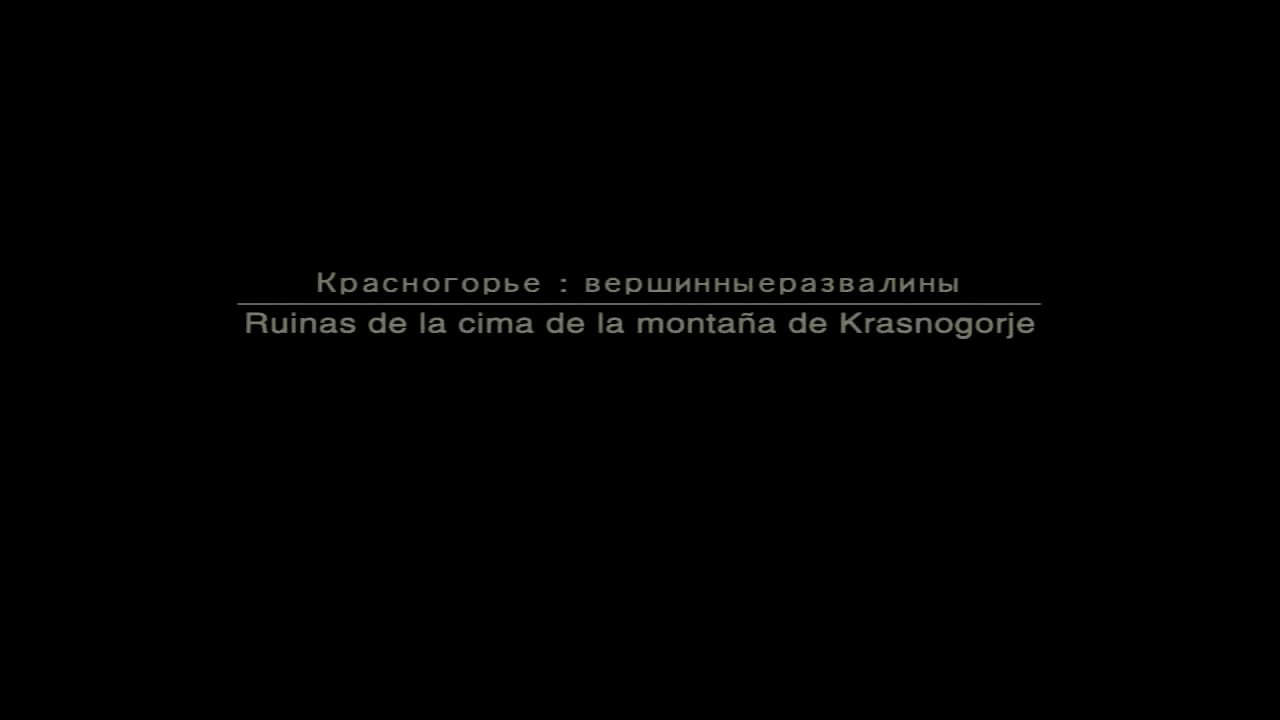 Красногорье : вершинныеразвалины
Ruinas de la cima de la montaña de Krasnogorje